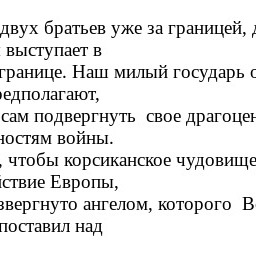 двух братьев уже за границей,
выступает в
границе. Наш милый государь
редполагают,
сам подвергнуть свое драгоцен
ностям войны.
, чтобы корсиканское чудовище
йствие Европы,
звергнуто ангелом, которого В
поставил над